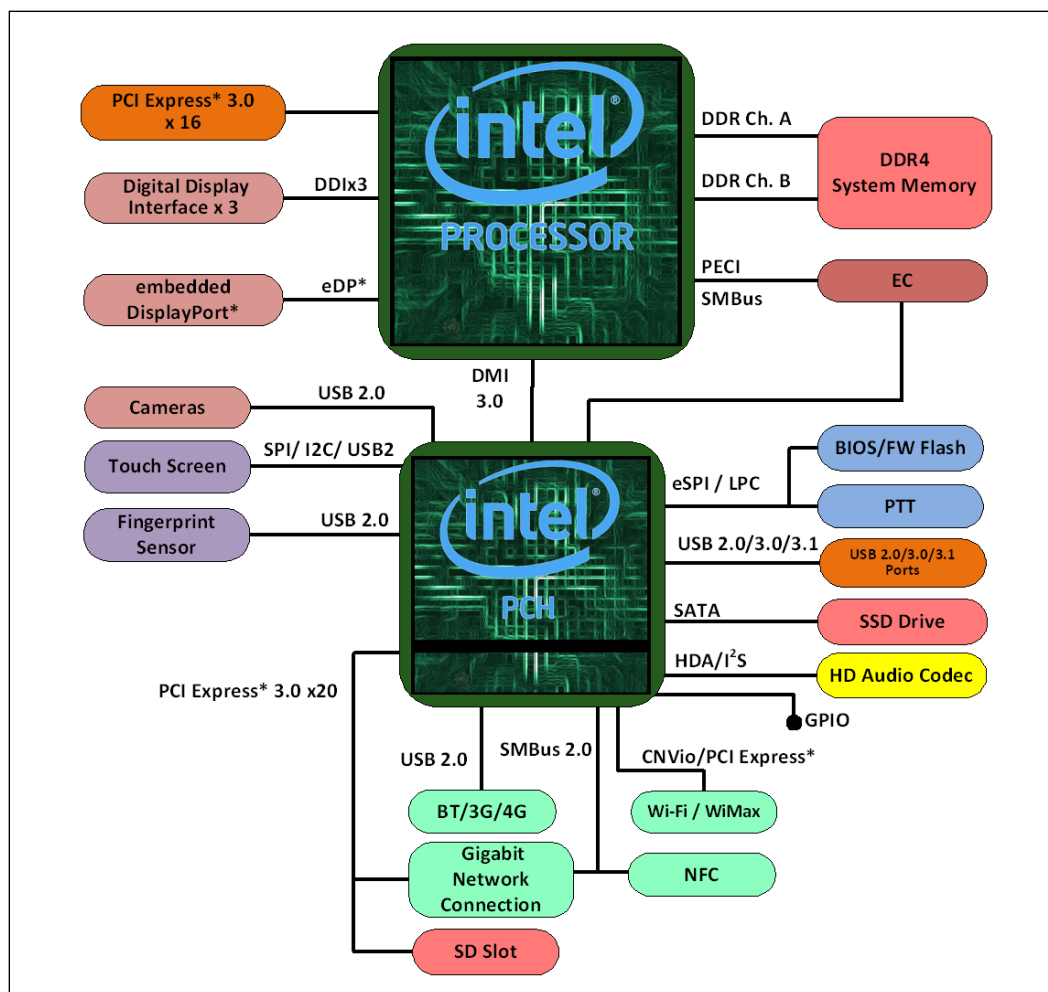 PCI Express* 3.0
x 16
intel®
PROCESSOR
DDR Ch. A
DDR4
System Memory
DDR Ch. B
Digital Display
Interface x 3
DDIx3
embedded
DisplayPort*
eDP*
PECI
SMBus
EC
DMI
3.0
Cameras
USB 2.0
Touch Screen
SPI/ I2C/ USB2
Fingerprint
Sensor
USB 2.0
intel®
PCH
eSPI / LPC
BIOS/FW Flash
PTT
USB 2.0/3.0/3.1
USB 2.0/3.0/3.1
Ports
SATA
SSD Drive
HDA/I²S
HD Audio Codec
GPIO
PCI Express* 3.0 x20
USB 2.0
SMBus 2.0
CNVio/PCI Express*
BT/3G/4G
Wi-Fi / WiMax
Gigabit
Network
Connection
NFC
SD Slot